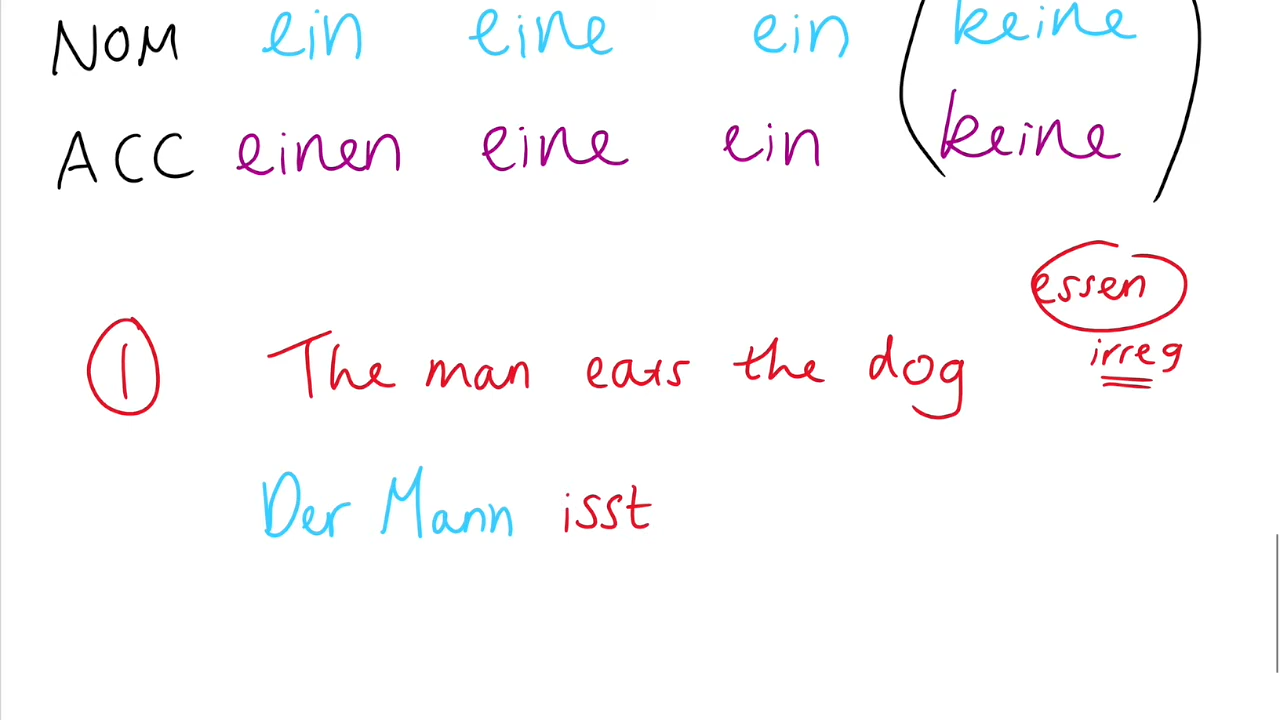 NOM ein eine ein (keine
ACC einen eine ein keine)
essen
irreg
1 The man eats the dog
Der Mann isst